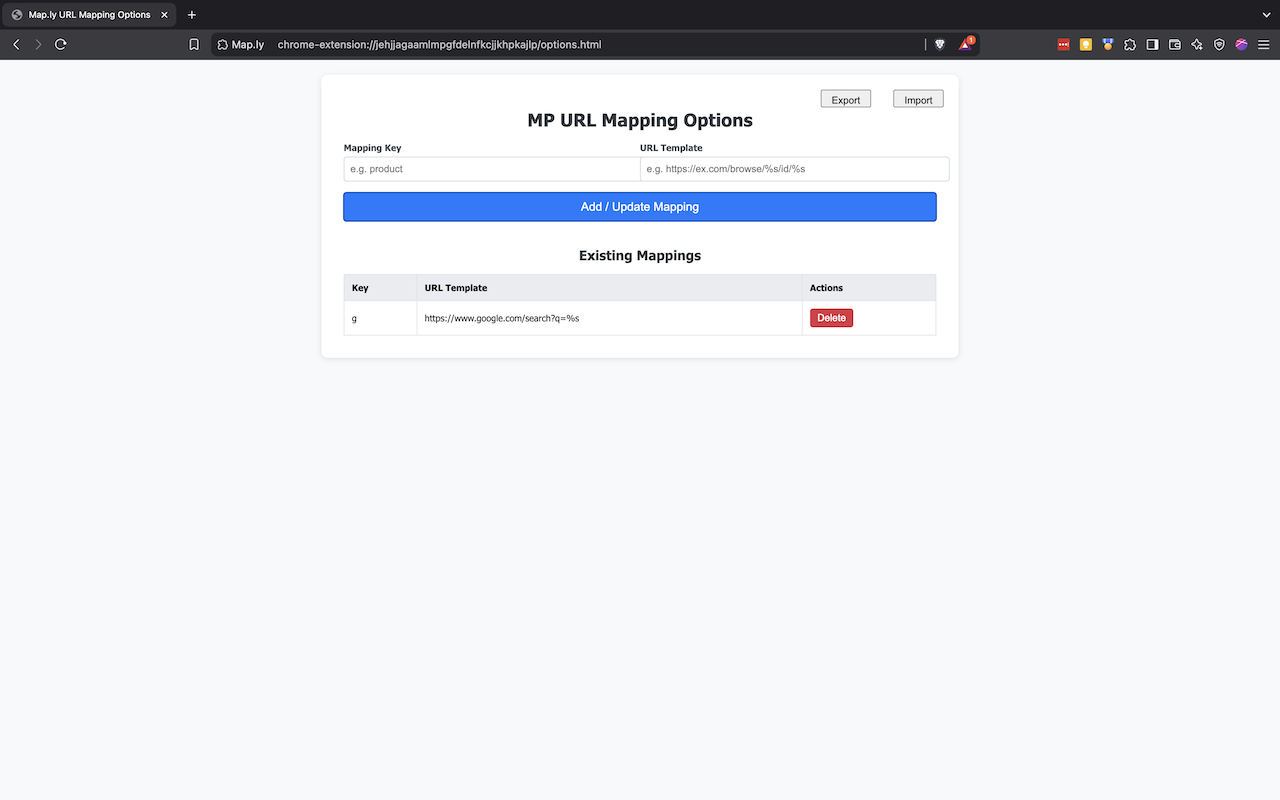 Map.ly URL Mapping Options
Map.ly chrome-extension://jehjjagaamlmpgfdelnfkcjjkhpkajlp/options.html
1
Export Import
MP URL Mapping Options
Mapping Key URL Template
e.g. product e.g. https://ex.com/browse/%s/id/%s
Add / Update Mapping
Existing Mappings
Key URL Template Actions
g https://www.google.com/search?q=%s Delete